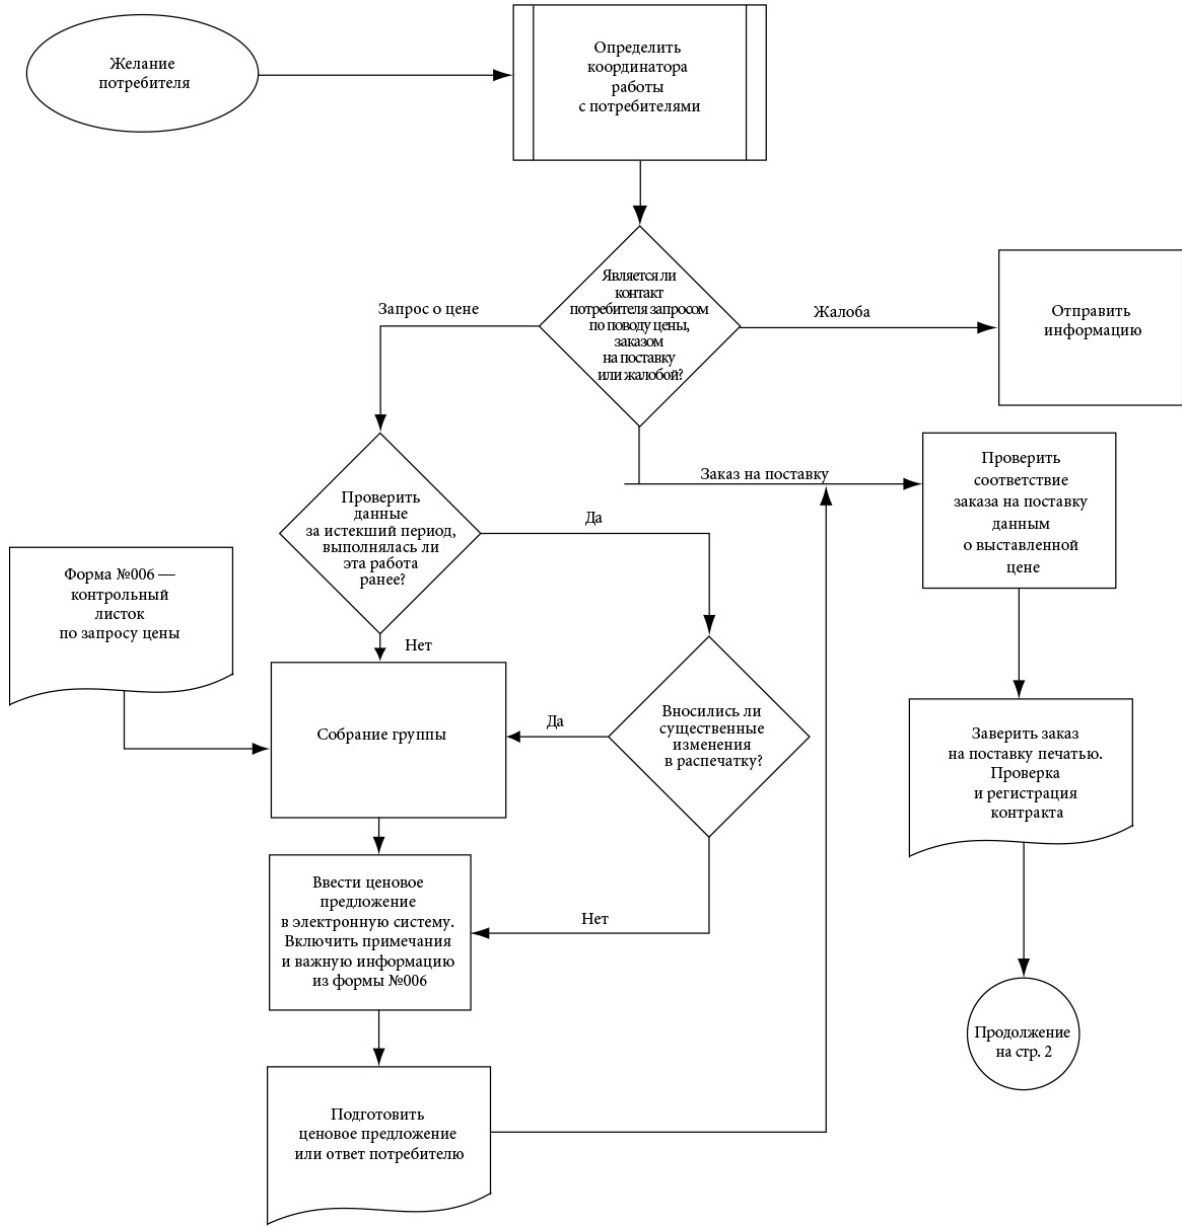 Желание
потребителя
Определить
координатора
работы
с потребителями
Является ли
контакт
потребителя запросом
по поводу цены,
заказом
на поставку
или жалобой?
Запрос о цене
Жалоба
Отправить
информацию
Заказ на поставку
Проверить
соответствие
заказа на поставку
данным
о выставленной
цене
Проверить
данные
за истекший период,
выполнялась ли
эта работа
ранее?
Да
Нет
Форма №006 —
контрольный
листок
по запросу цены
Собрание группы
Да
Вносились ли
существенные
изменения
в распечатку?
Нет
Заверить заказ
на поставку печатью.
Проверка
и регистрация
контракта
Ввести ценовое
предложение
в электронную систему.
Включить примечания
и важную информацию
из формы №006
Продолжение
на стр. 2
Подготовить
ценовое предложение
или ответ потребителю